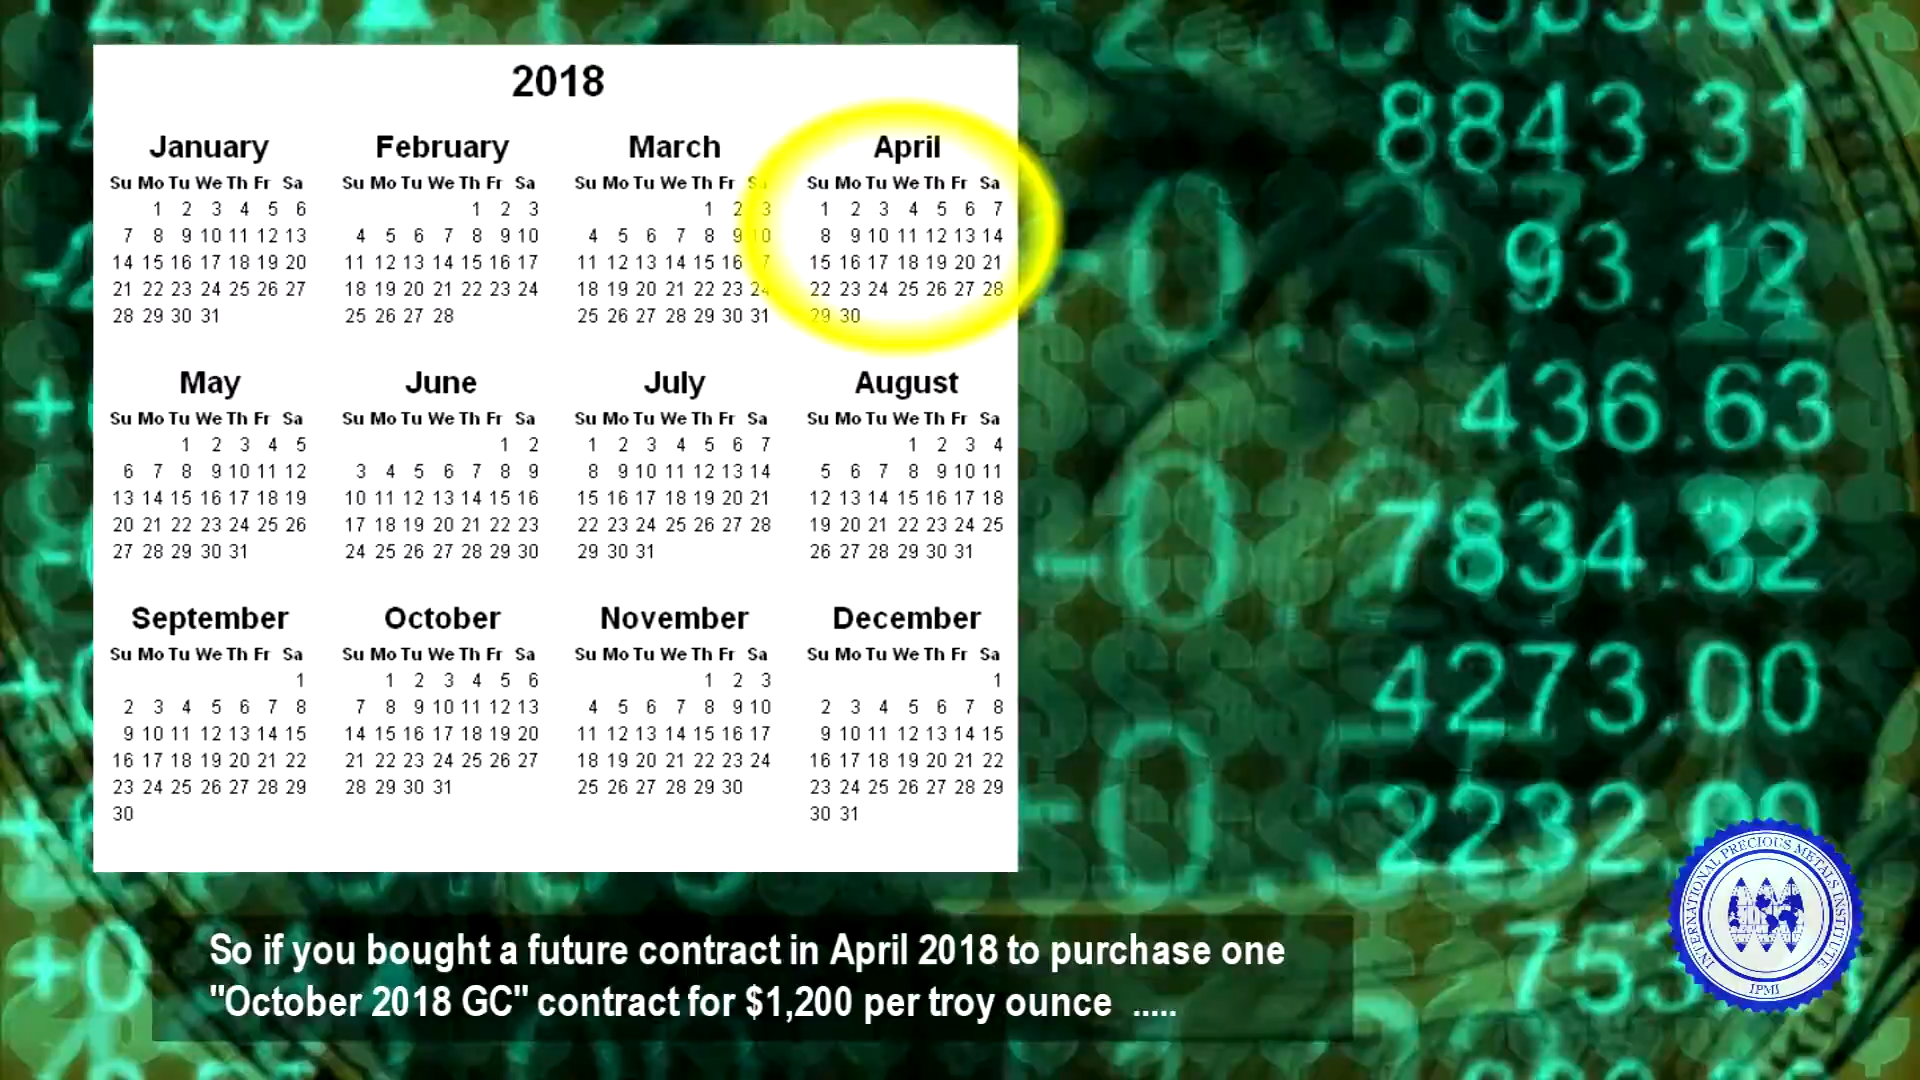 2018
January February March April
Su Mo Tu We Th Fr Sa Su Mo Tu We Th Fr Sa Su Mo Tu We Th Fr Sa Su Mo Tu We Th Fr Sa
1 2 3 4 5 6 1 2 3 1 2 3 1 2 3 4 5 6 7
7 8 9 10 11 12 13 4 5 6 7 8 9 10 4 5 6 7 8 9 10 8 9 10 11 12 13 14
14 15 16 17 18 19 20 11 12 13 14 15 16 17 11 12 13 14 15 16 7 15 16 17 18 19 20 21
21 22 23 24 25 26 27 18 19 20 21 22 23 24 18 19 20 21 22 23 24 22 23 24 25 26 27 28
28 29 30 31 25 26 27 28 25 26 27 28 29 30 31 29 30
May June July August
Su Mo Tu We Th Fr Sa Su Mo Tu We Th Fr Sa Su Mo Tu We Th Fr Sa Su Mo Tu We Th Fr Sa
1 2 3 4 5 1 2 1 2 3 4 5 6 7 1 2 3 4
6 7 8 9 10 11 12 3 4 5 6 7 8 9 8 9 10 11 12 13 14 5 6 7 8 9 10 11
13 14 15 16 17 18 19 10 11 12 13 14 15 16 15 16 17 18 19 20 21 12 13 14 15 16 17 18
20 21 22 23 24 25 26 17 18 19 20 21 22 23 22 23 24 25 26 27 28 19 20 21 22 23 24 25
27 28 29 30 31 24 25 26 27 28 29 30 29 30 31 26 27 28 29 30 31
September October November December
Su Mo Tu We Th Fr Sa Su Mo Tu We Th Fr Sa Su Mo Tu We Th Fr Sa Su Mo Tu We Th Fr Sa
1 1 2 3 4 5 6 1 2 3 1
2 3 4 5 6 7 8 7 8 9 10 11 12 13 4 5 6 7 8 9 10 2 3 4 5 6 7 8
9 10 11 12 13 14 15 14 15 16 17 18 19 20 11 12 13 14 15 16 17 9 10 11 12 13 14 15
16 17 18 19 20 21 22 21 22 23 24 25 26 27 18 19 20 21 22 23 24 16 17 18 19 20 21 22
23 24 25 26 27 28 29 28 29 30 31 25 26 27 28 29 30 23 24 25 26 27 28 29
30 30 31
8843.31
93.12
436.63
7834.32
4273.00
2232.00
INTERNATIONAL PRECIOUS METALS INSTITUTE
IPMI
So if you bought a future contract in April 2018 to purchase one
"October 2018 GC" contract for $1,200 per troy ounce .....